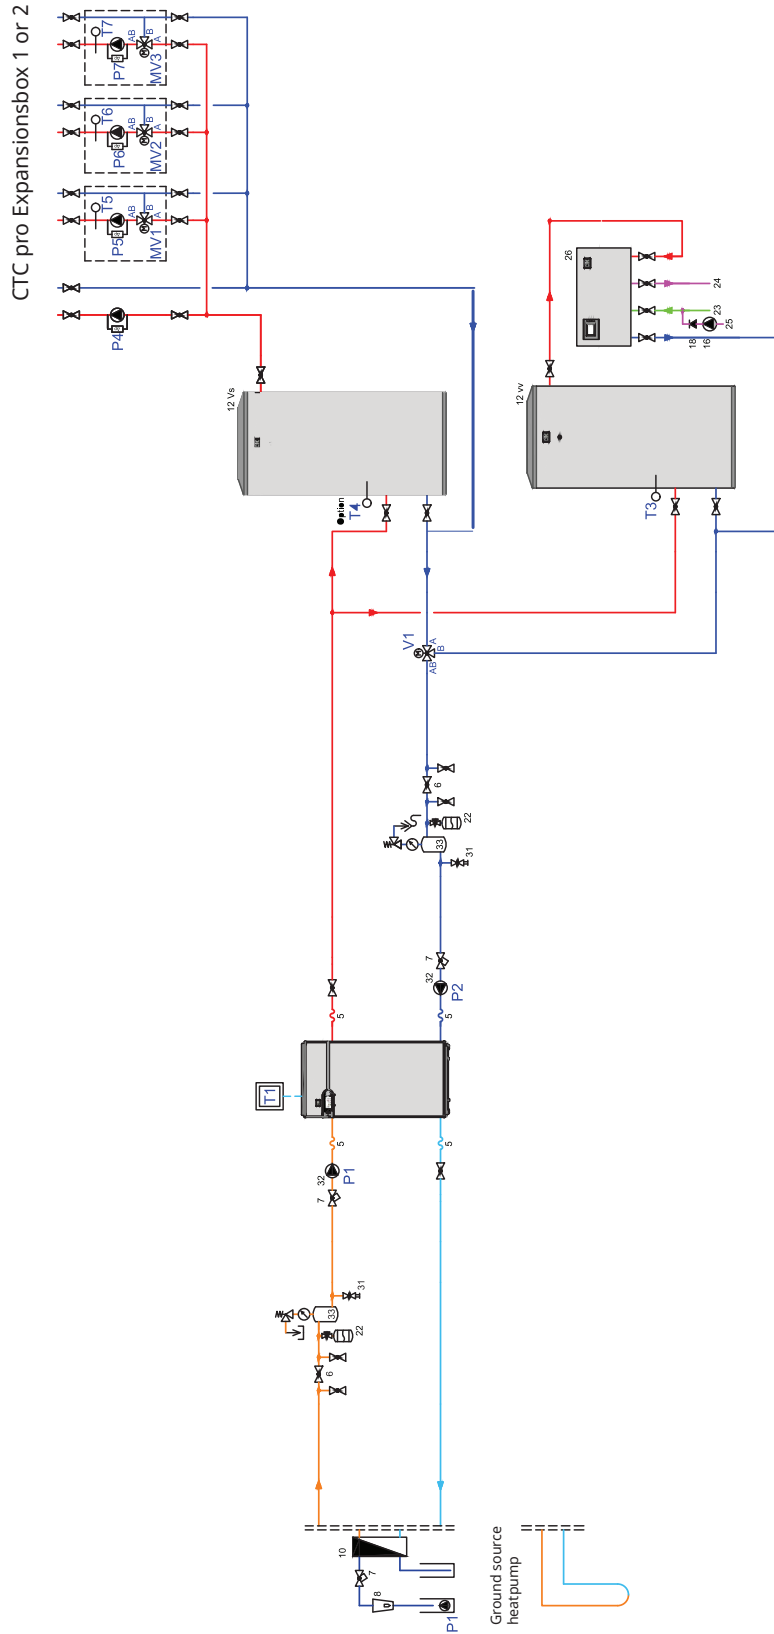 CTC pro Expansionsbox 1 or 2
T7
AB
B
A
P7
MV3
T6
AB
B
A
P6
MV2
T5
AB
B
A
P5
MV1
P4
26
24
23
25
18
16
12 Vs
12 vv
Option
T4
T3
V1
A
B
AB
6
22
33
31
7
32
P2
5
5
T1
5
5
32
P1
7
31
33
22
6
10
7
8
P1
Ground source
heatpump